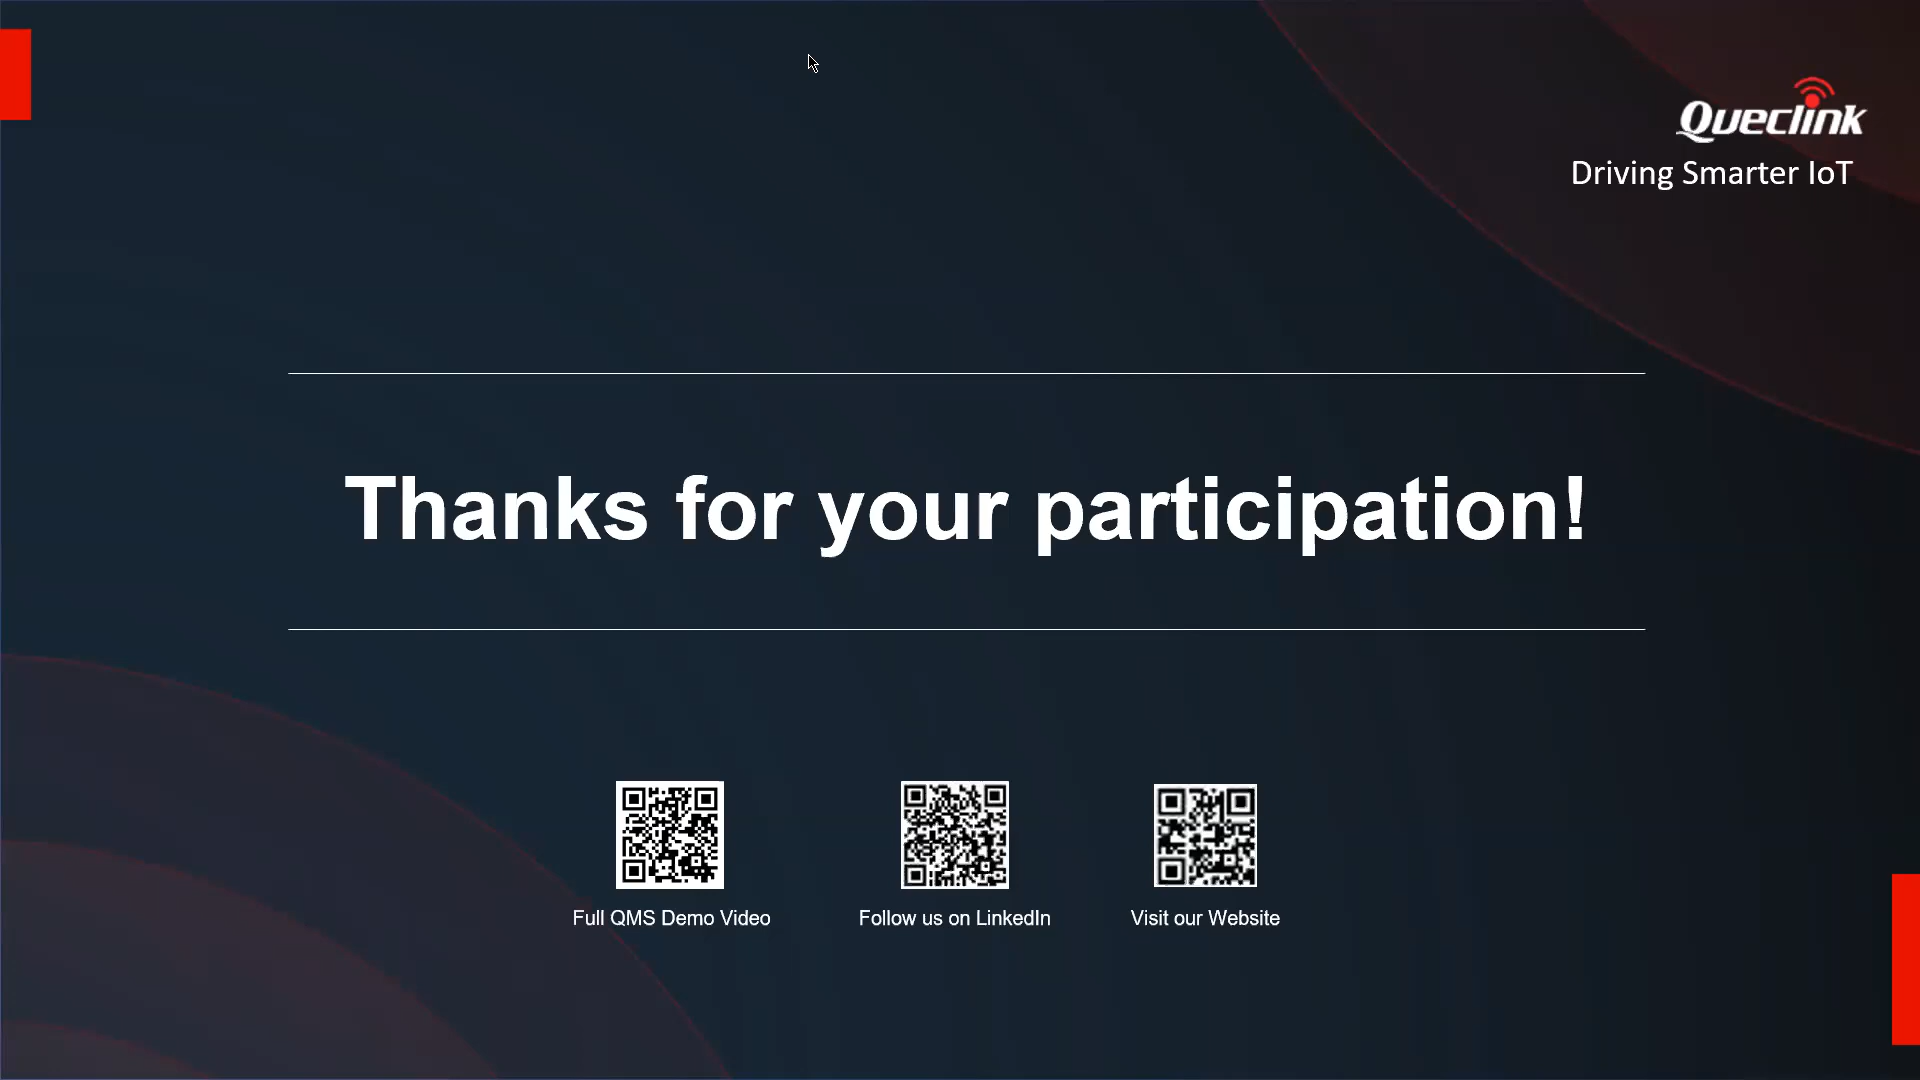 Queclink
Driving Smarter IoT
Thanks for your participation!
Full QMS Demo Video
Follow us on LinkedIn
Visit our Website